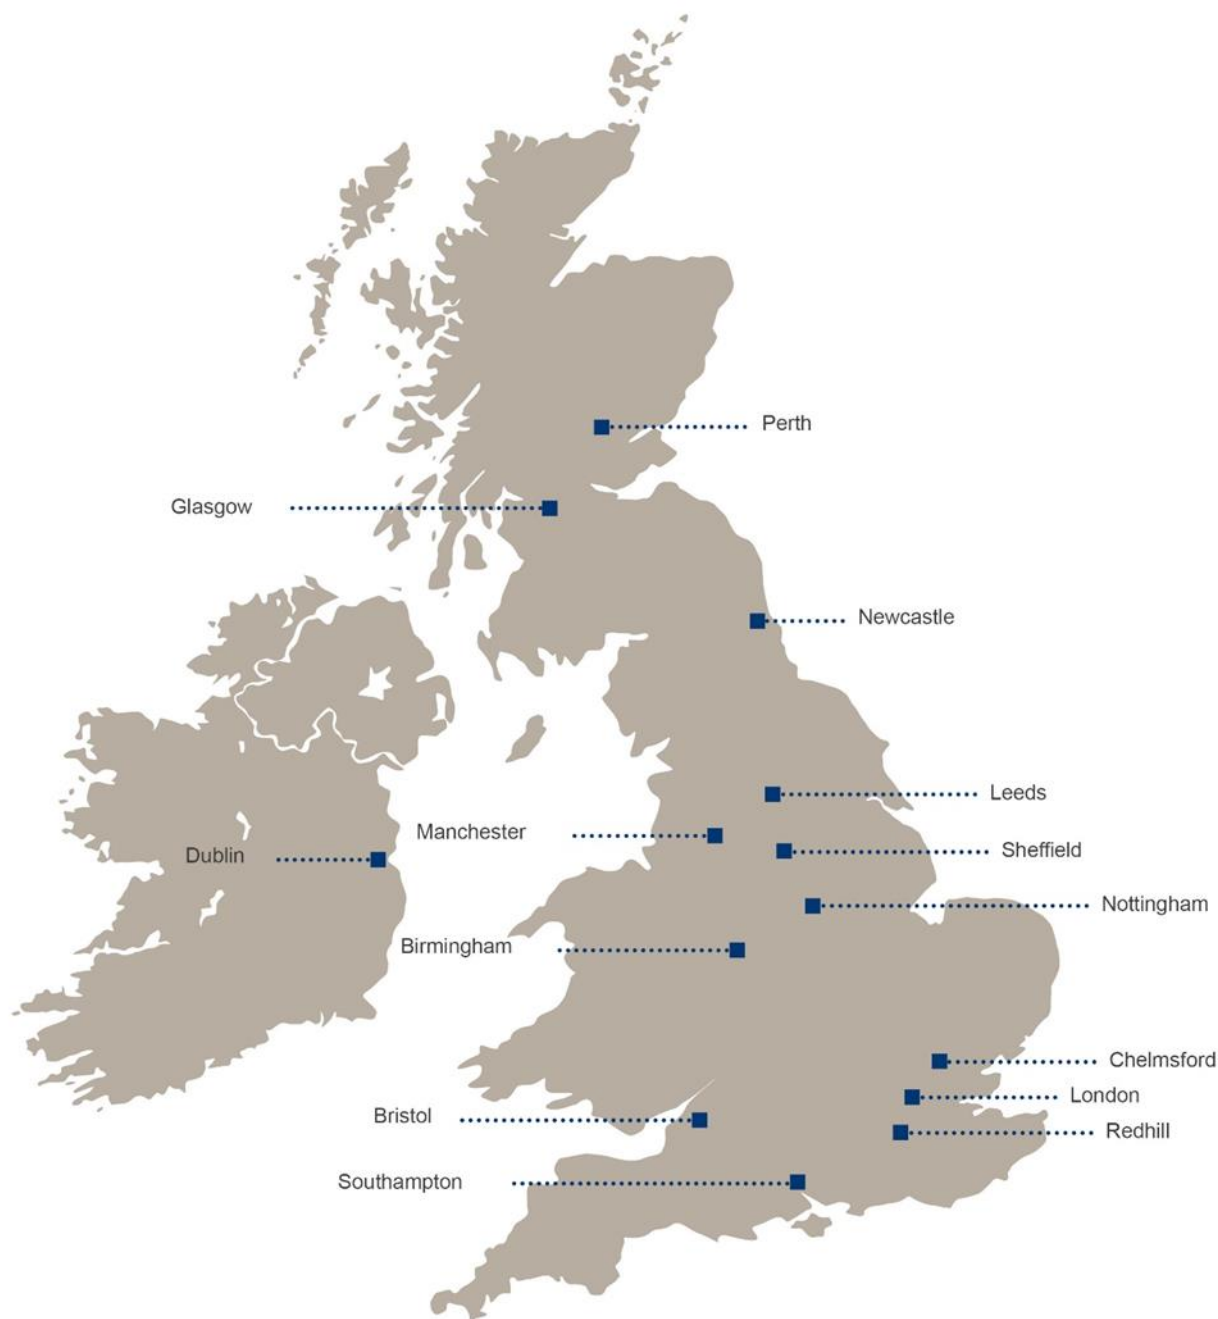 Perth
Glasgow
Newcastle
Leeds
Manchester
Sheffield
Dublin
Nottingham
Birmingham
Chelmsford
London
Bristol
Redhill
Southampton